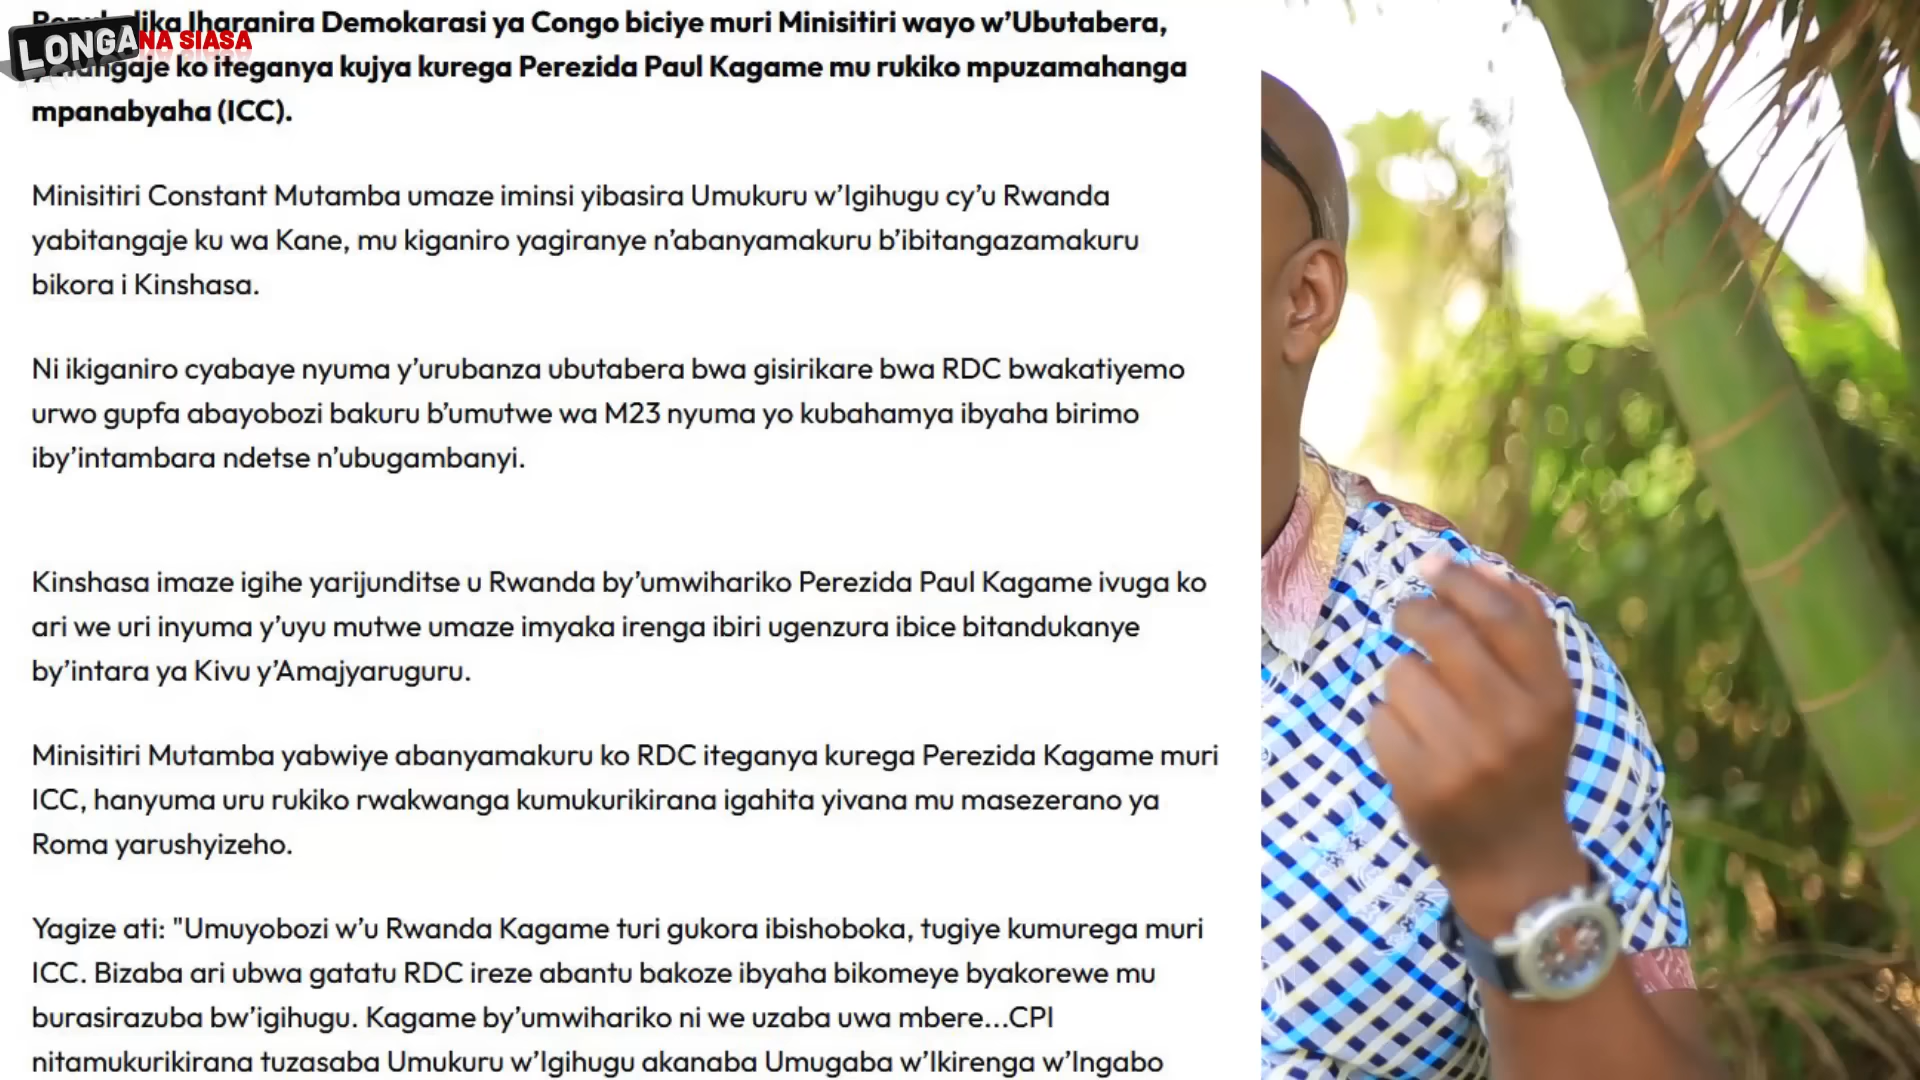 LONGA NA SIASA
Iharanira Demokarasi ya Congo biciye muri Minisitiri wayo w’Ubutabera,
ko iteganya kujya kurega Perezida Paul Kagame mu rukiko mpuzamahanga
mpanabyaha (ICC).
Minisitiri Constant Mutamba umaze iminsi yibasira Umukuru w’Igihugu cy’u Rwanda
yabitangaje ku wa Kane, mu kiganiro yagiranye n’abanyamakuru b’ibitangazamakuru
bikora i Kinshasa.
Ni ikiganiro cyabaye nyuma y’urubanza ubutabera bwa gisirikare bwa RDC bwakatiyemo
urwo gupfa abayobozi bakuru b’umutwe wa M23 nyuma yo kubahamya ibyaha birimo
iby’intambara ndetse n’ubugambanyi.
Kinshasa imaze igihe yarijunditse u Rwanda by’umwihariko Perezida Paul Kagame ivuga ko
ari we uri inyuma y’uyu mutwe umaze imyaka irenga ibiri ugenzura ibice bitandukanye
by’intara ya Kivu y’Amajyaruguru.
Minisitiri Mutamba yabwiye abanyamakuru ko RDC iteganya kurega Perezida Kagame muri
ICC, hanyuma uru rukiko rwakwanga kumukurikirana igahita yivana mu masezerano ya
Roma yarushyizeho.
Yagize ati: "Umuyobozi w’u Rwanda Kagame turi gukora ibishoboka, tugiye kumurega muri
ICC. Bizaba ari ubwa gatatu RDC ireze abantu bakoze ibyaha bikomeye byakorewe mu
burasirazuba bw’igihugu. Kagame by’umwihariko ni we uzaba uwa mbere...CPI
nitamukurikirana tuzasaba Umukuru w’Igihugu akanaba Umugaba w’Ikirenga w’Ingabo